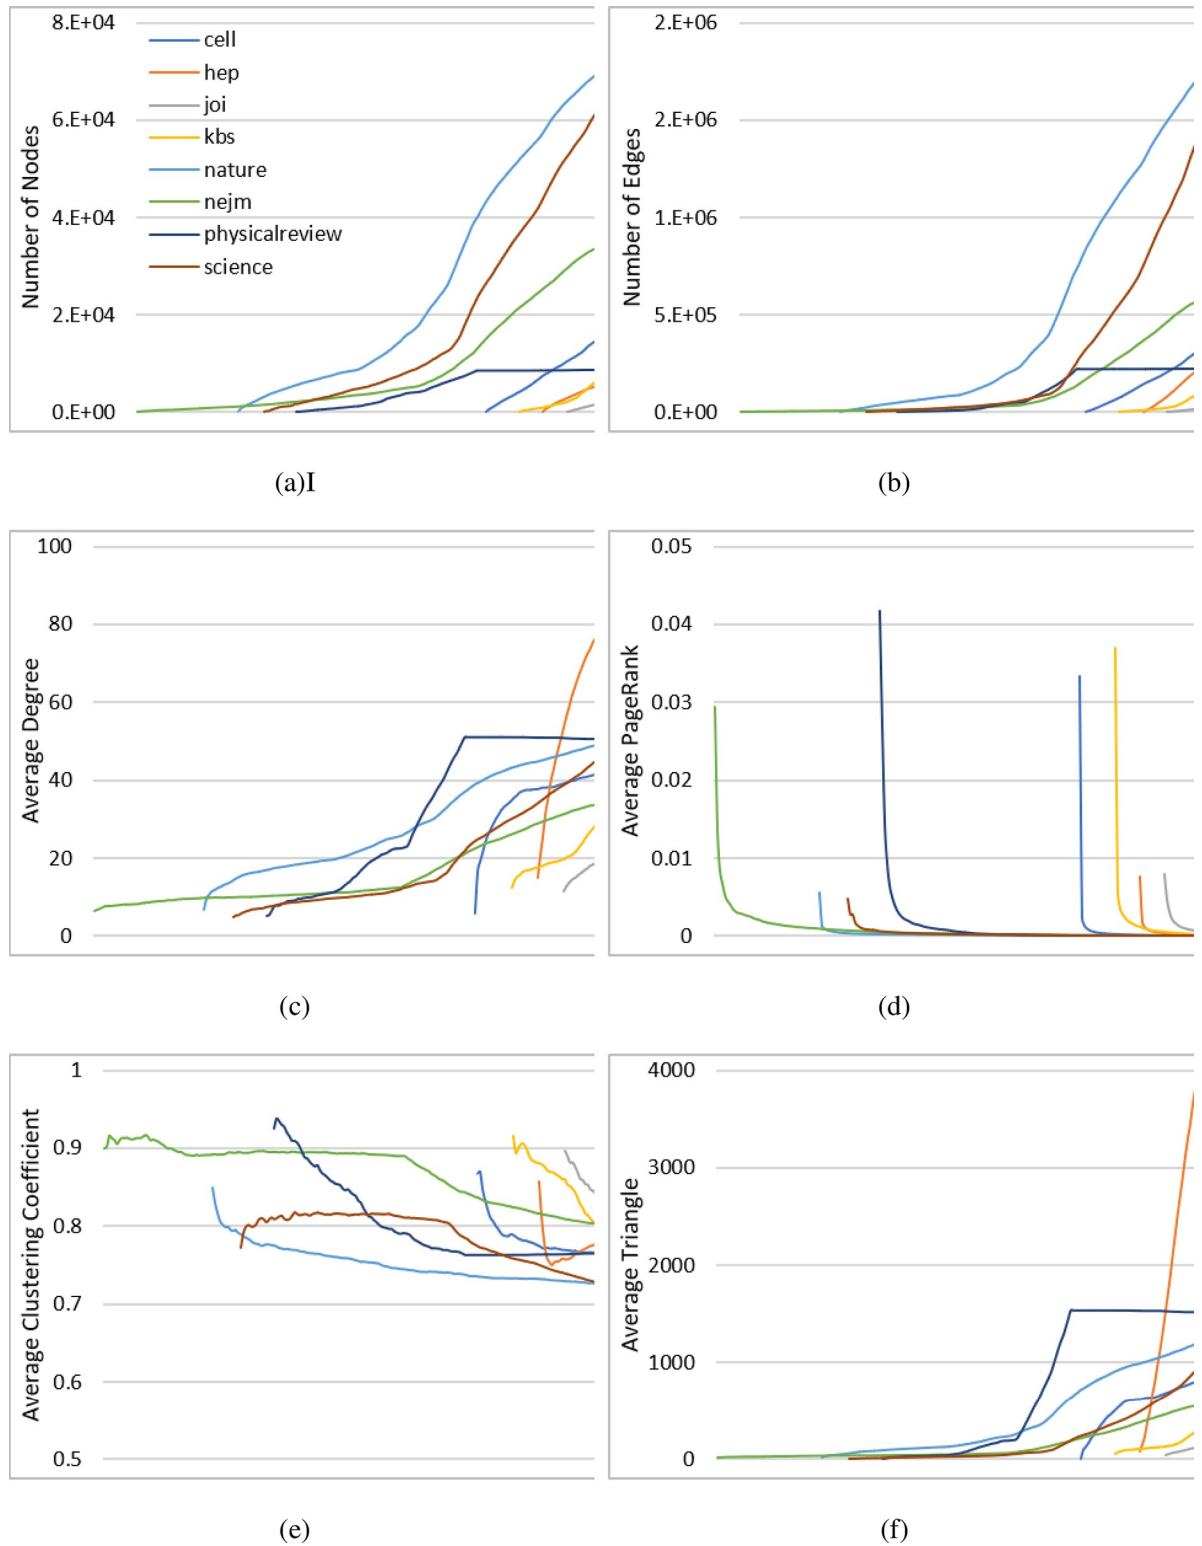 8.E+04
6.E+04
4.E+04
2.E+04
0.E+00
Number of Nodes
cell
hep
joi
kbs
nature
nejm
physicalreview
science
(a)I
2.E+06
2.E+06
1.E+06
5.E+05
0.E+00
Number of Edges
(b)
100
80
60
40
20
0
Average Degree
(c)
0.05
0.04
0.03
0.02
0.01
0
Average PageRank
(d)
1
0.9
0.8
0.7
0.6
0.5
Average Clustering Coefficient
(e)
4000
3000
2000
1000
0
Average Triangle
(f)